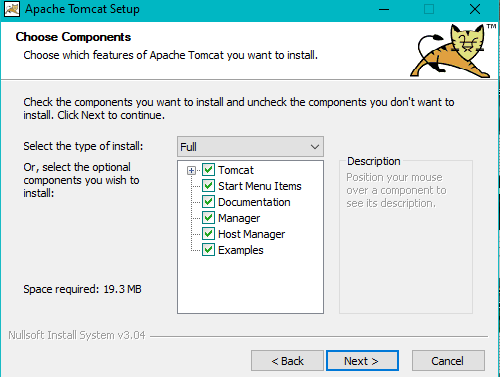 Apache Tomcat Setup
Choose Components
Choose which features of Apache Tomcat you want to install.
TM
Check the components you want to install and uncheck the components you don't want to
install. Click Next to continue.
Select the type of install:
Full
Or, select the optional
components you wish to
install:
Tomcat
Start Menu Items
Documentation
Manager
Host Manager
Examples
Description
Position your mouse
over a component to
see its description.
Space required: 19.3 MB
Nullsoft Install System v3.04
< Back
Next >
Cancel